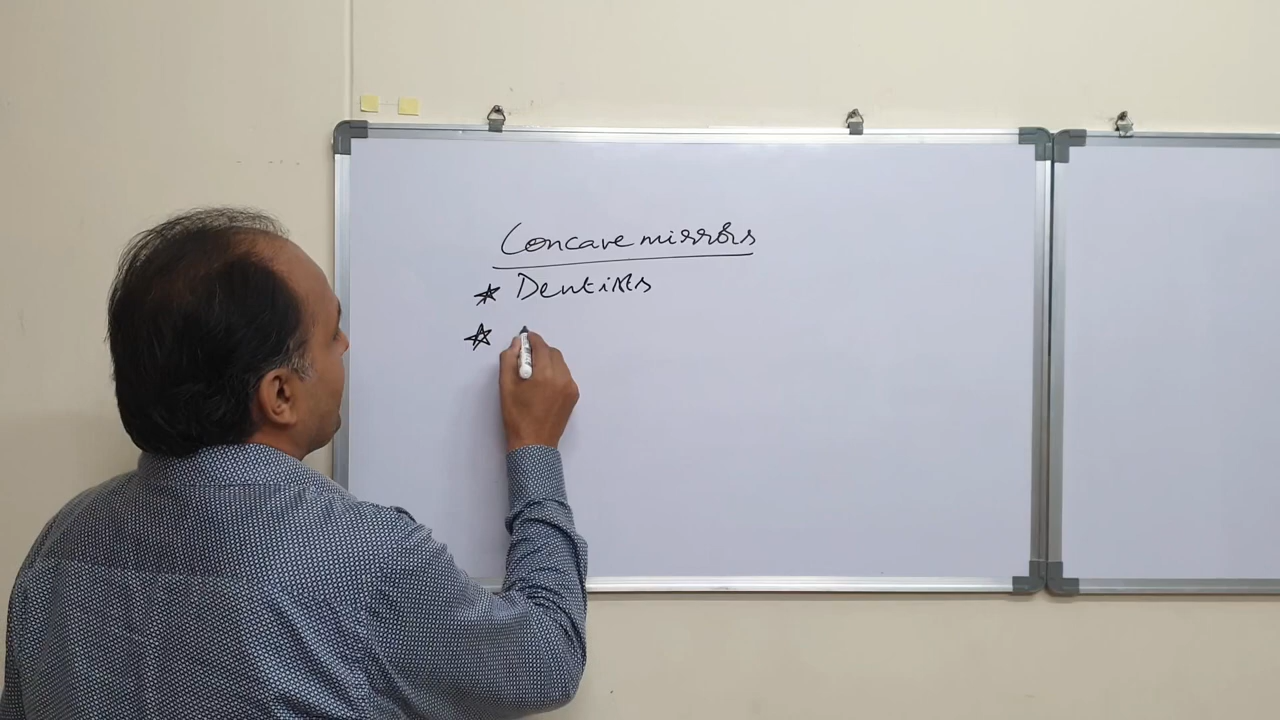 Concave mirrors
★ Dentists
★